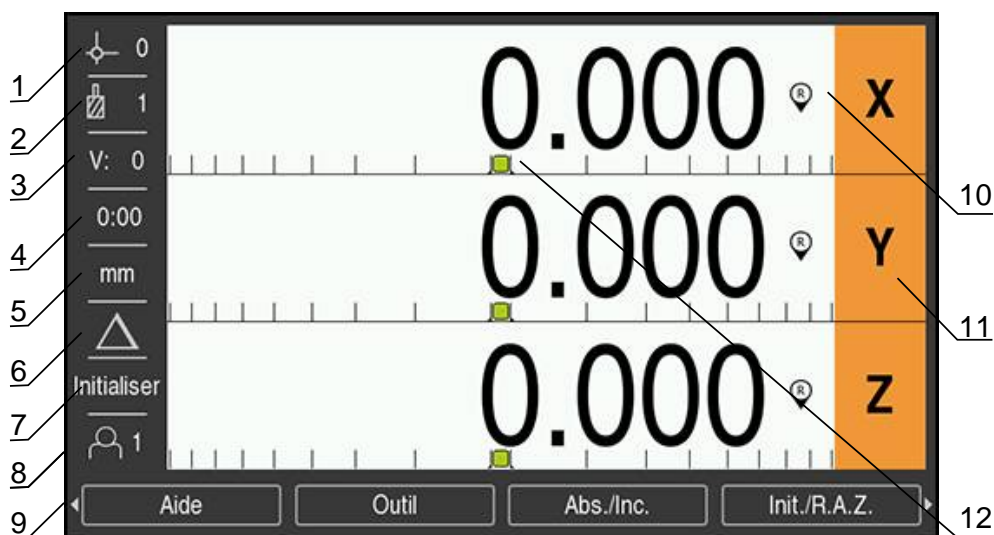 1
2
3
4
5
6
7
8
9
0
1
V: 0
0:00
mm
Initialiser
1
0.000 R X
0.000 R Y
0.000 R Z
Aide
Outil
Abs./Inc.
Init./R.A.Z.
10
11
12